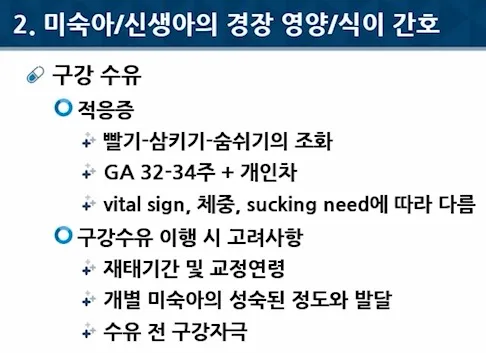 2. 미숙아/신생아의 경장 영양/식이 간호
구강 수유
적응증
빨기-삼키기-숨쉬기의 조화
GA 32-34주 + 개인차
vital sign, 체중, sucking need에 따라 다름
구강수유 이행 시 고려사항
재태기간 및 교정연령
개별 미숙아의 성숙된 정도와 발달
수유 전 구강자극